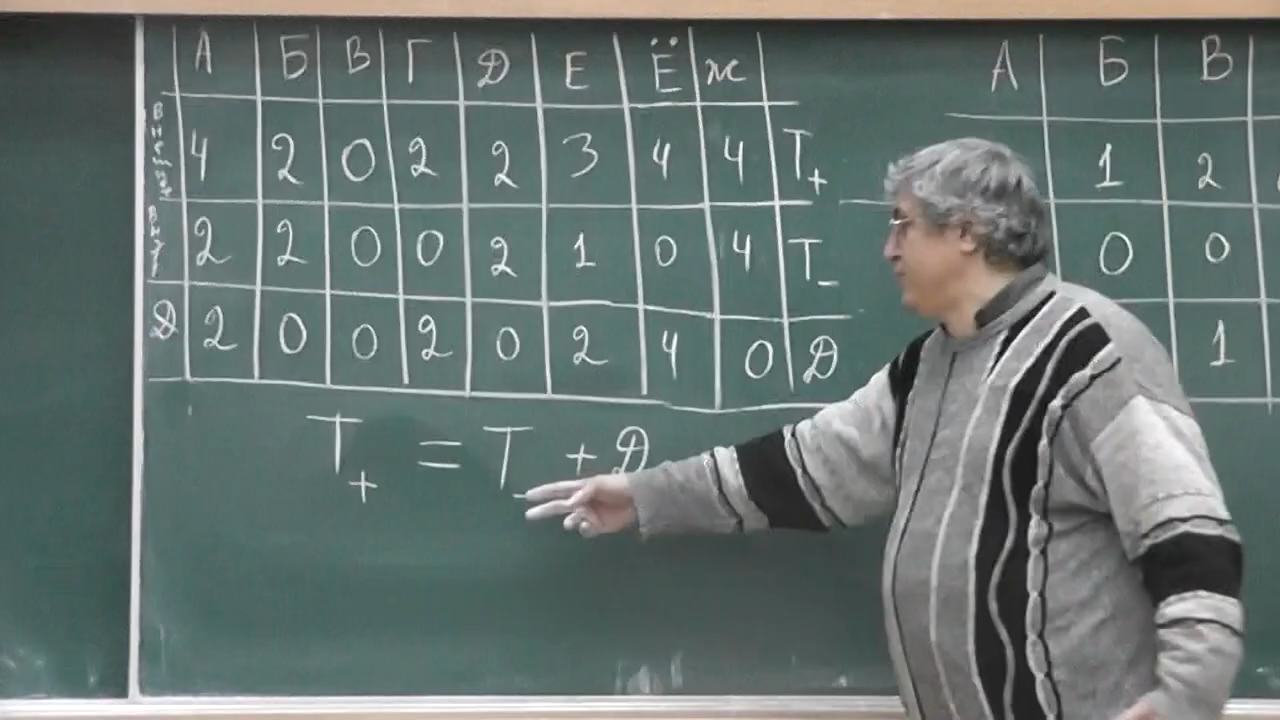 А Б В Г Д Е Ё ж
4 2 0 2 2 3 4 4 T+
2 2 0 0 2 1 0 4 T-
Д 2 0 0 2 0 2 4 0 Д
T+ = T- + Д
А Б В
1 2
0 0
1